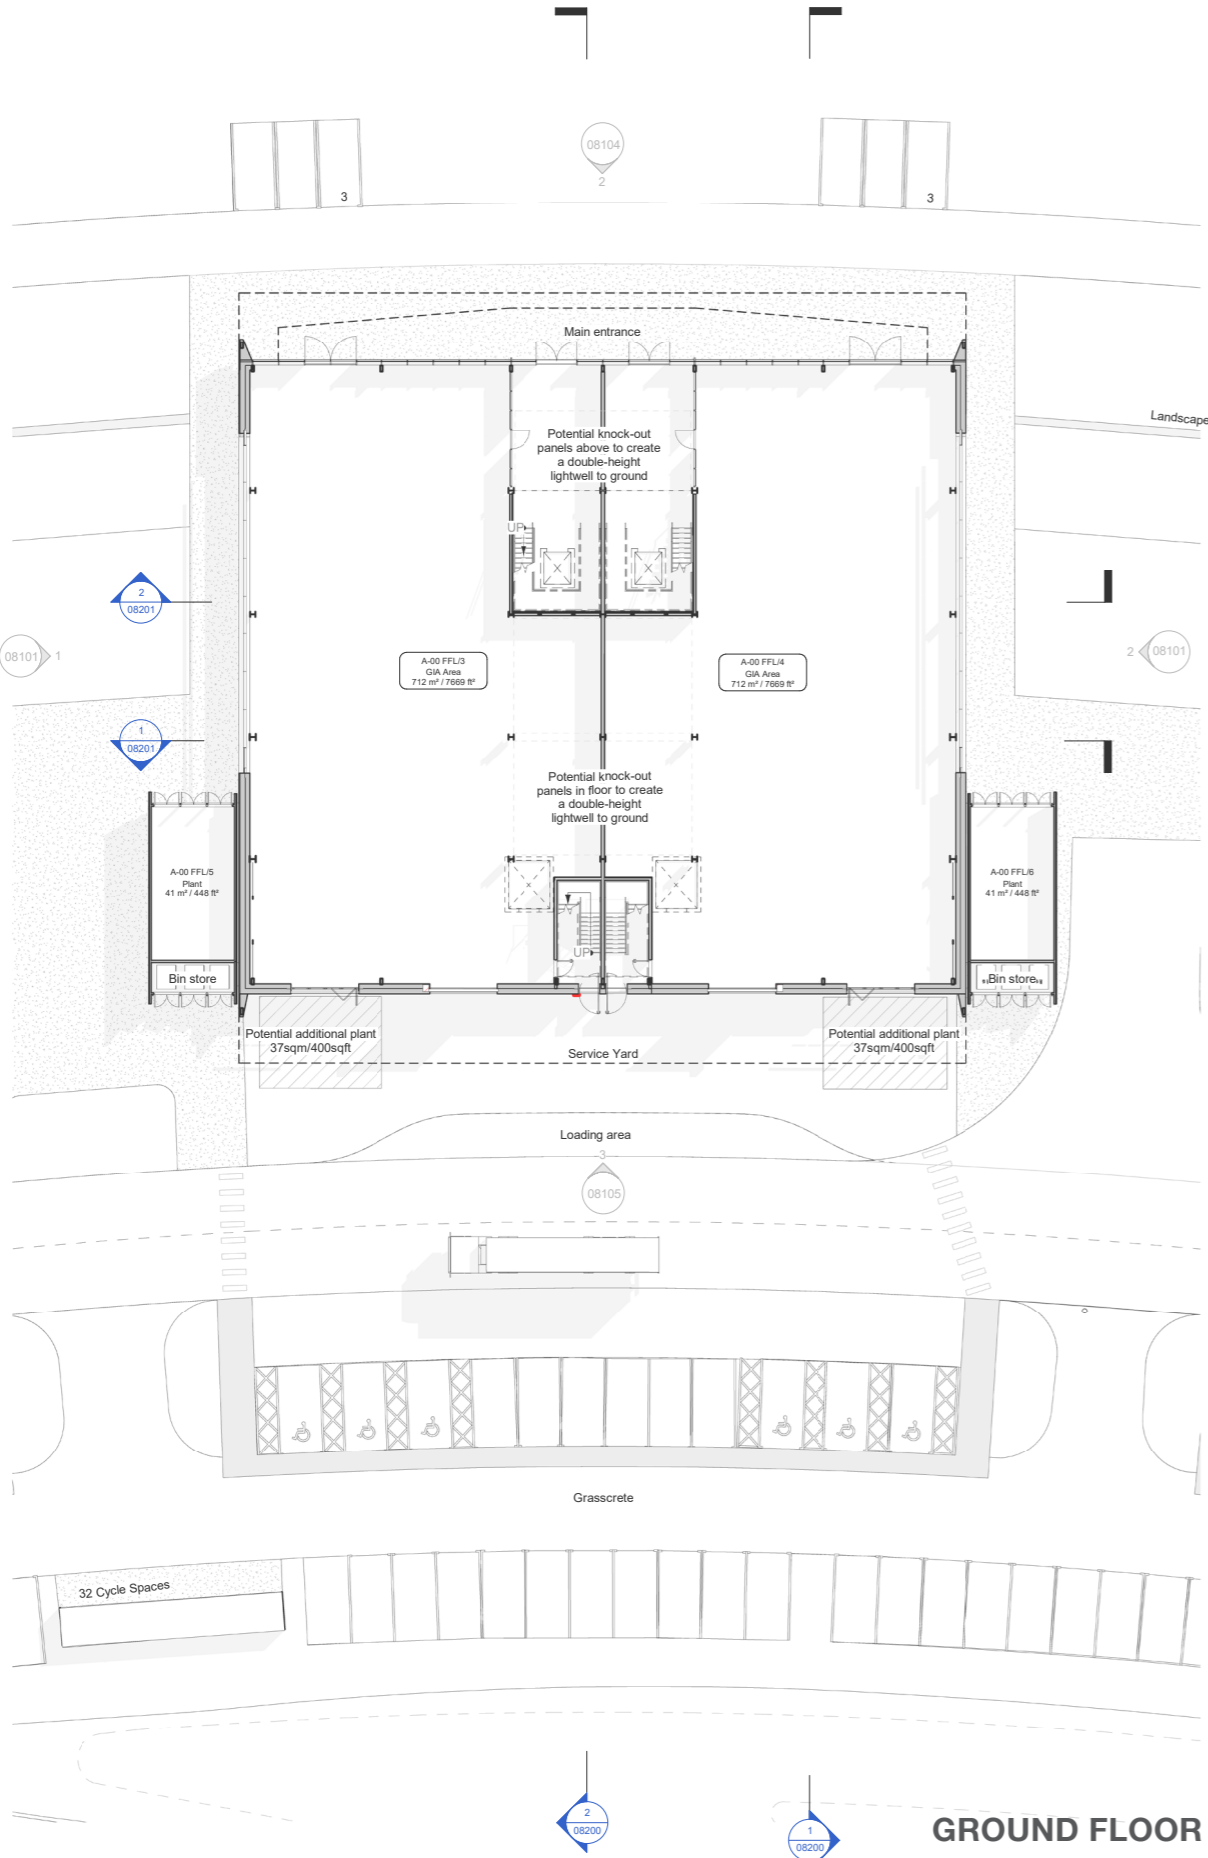 08104
2
3
3
Main entrance
Landscape
Potential knock-out
panels above to create
a double-height
lightwell to ground
UP
2
08201
08101
1
2
08101
A-00 FFL/3
GIA Area
712 m² / 7669 ft²
A-00 FFL/4
GIA Area
712 m² / 7669 ft²
1
08201
Potential knock-out
panels in floor to create
a double-height
lightwell to ground
A-00 FFL/5
Plant
41 m² / 448 ft²
A-00 FFL/6
Plant
41 m² / 448 ft²
UP
Bin store
Bin store
Potential additional plant
37sqm/400sqft
Potential additional plant
37sqm/400sqft
Service Yard
Loading area
3
08105
Grasscrete
32 Cycle Spaces
2
08200
1
08200
GROUND FLOOR